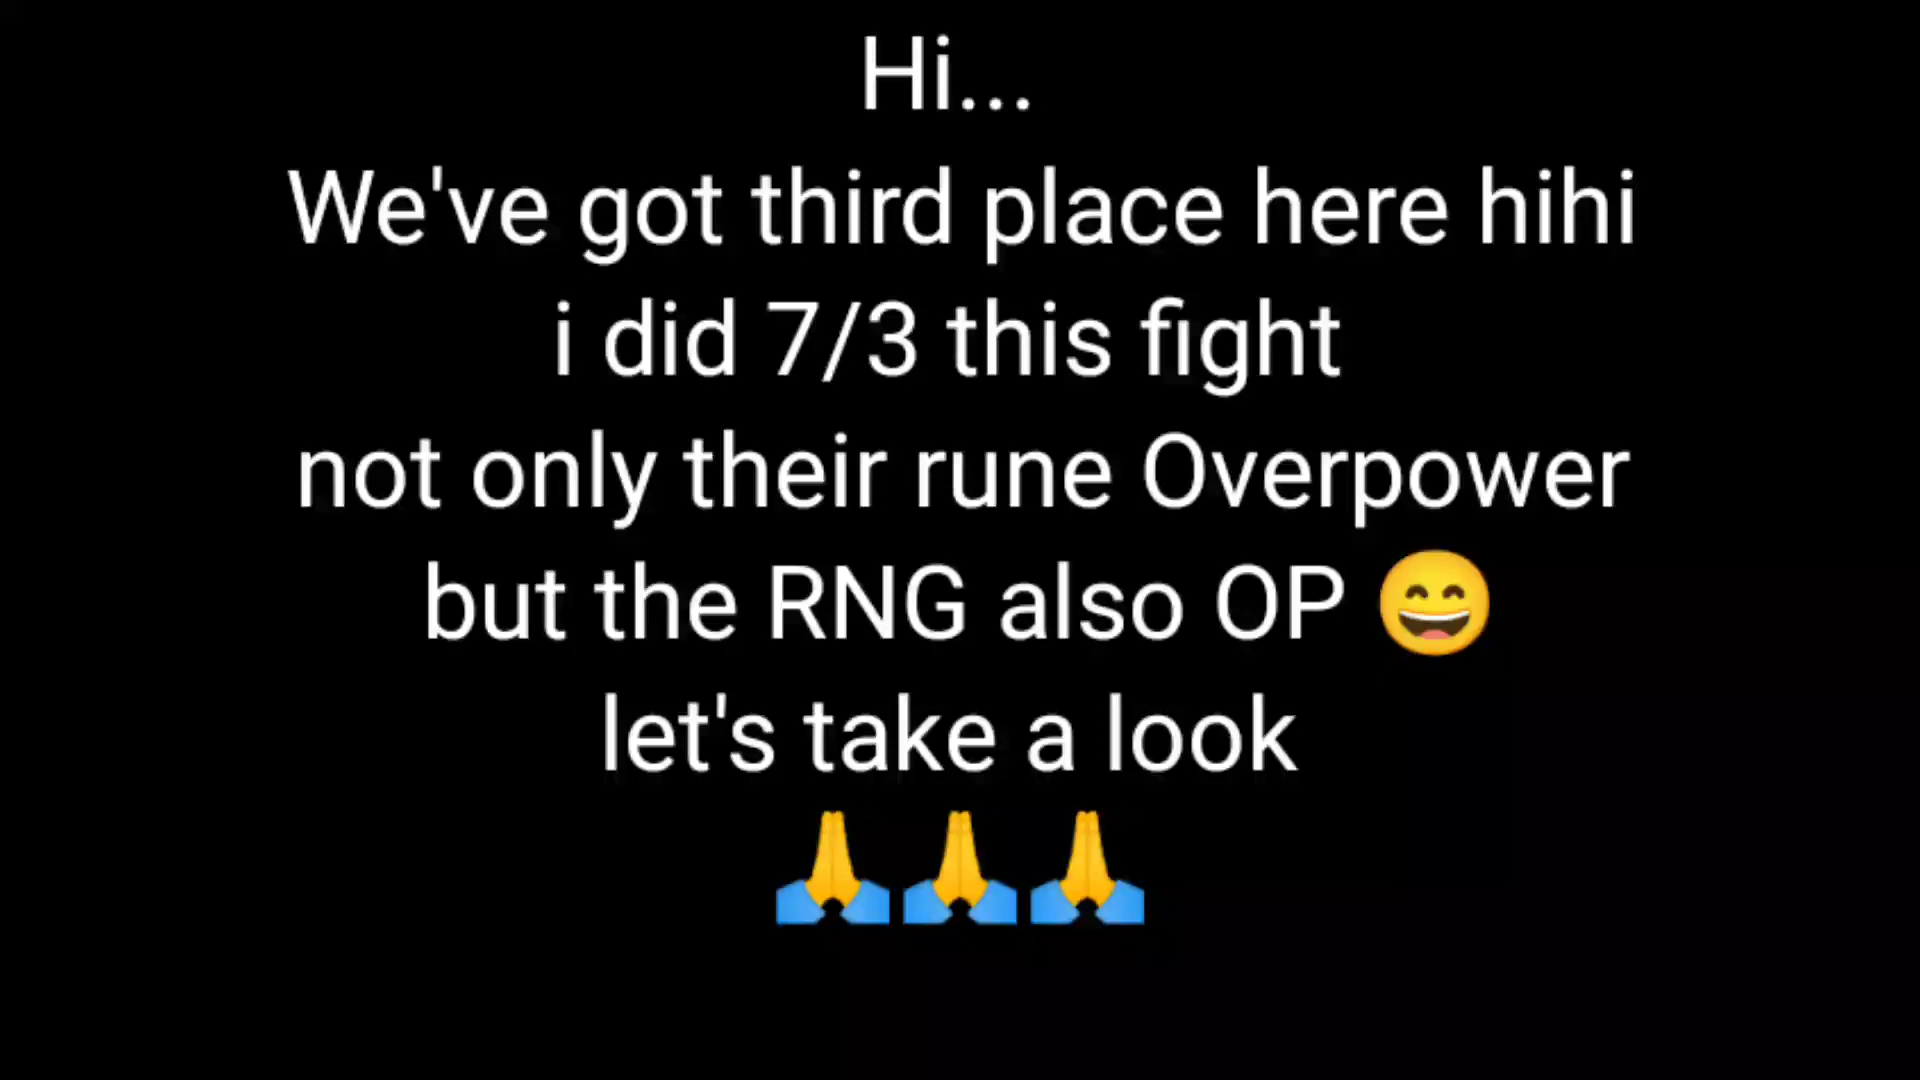 Hi...
We've got third place here hihi
i did 7/3 this fight
not only their rune Overpower
but the RNG also OP 😄
let's take a look
🙏🙏🙏